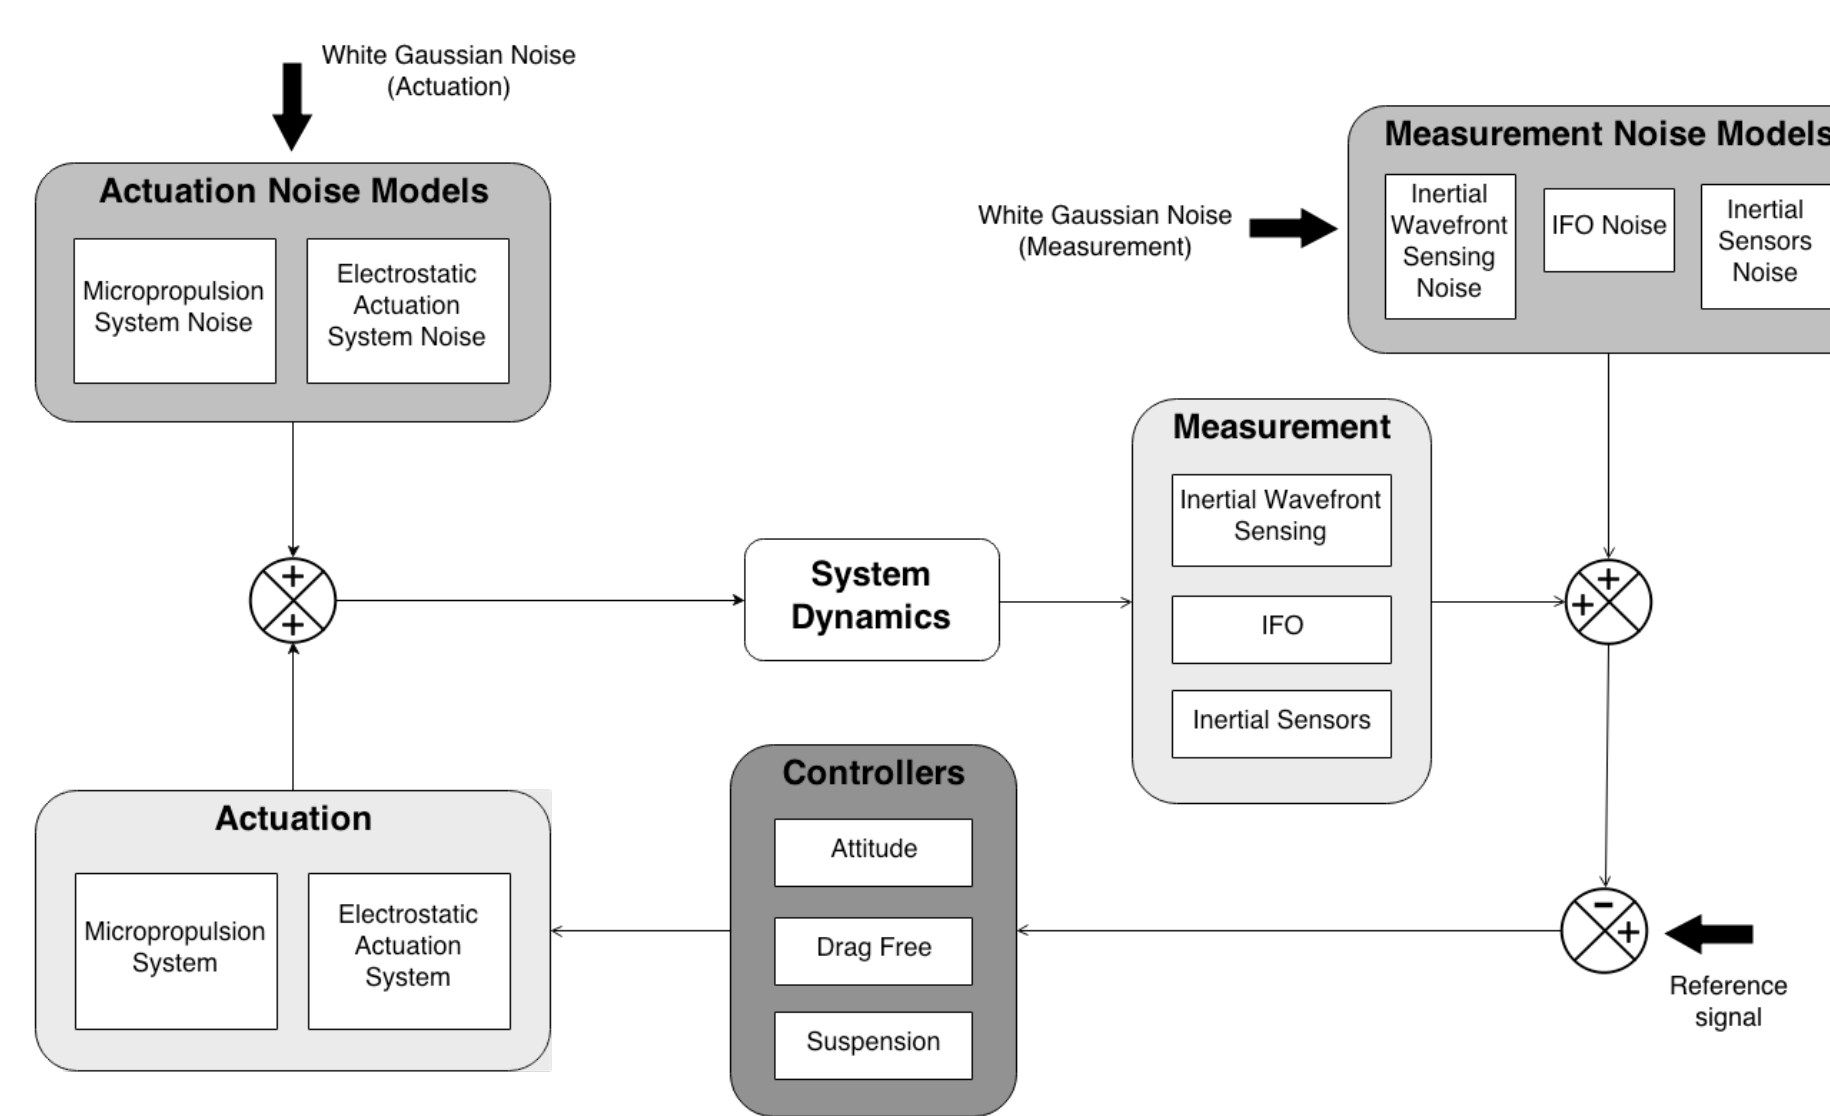 White Gaussian Noise
(Actuation)
Actuation Noise Models
Micropropulsion
System Noise
Electrostatic
Actuation
System Noise
White Gaussian Noise
(Measurement)
Measurement Noise Models
Inertial
Wavefront
Sensing
Noise
IFO Noise
Inertial
Sensors
Noise
+
+
System
Dynamics
Measurement
Inertial Wavefront
Sensing
IFO
Inertial Sensors
+
+
Actuation
Micropropulsion
System
Electrostatic
Actuation
System
Controllers
Attitude
Drag Free
Suspension
-
+
Reference
signal